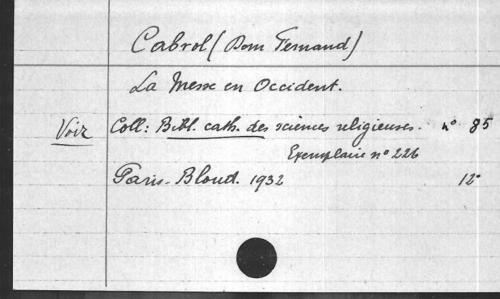 Cabrol (Dom Fernand)
La Messe en Occident.
Voir Coll: Bibl. cath. des sciences religieuses. n° 85
Exemplaire n° 226
Paris-Bloud. 1932 12°